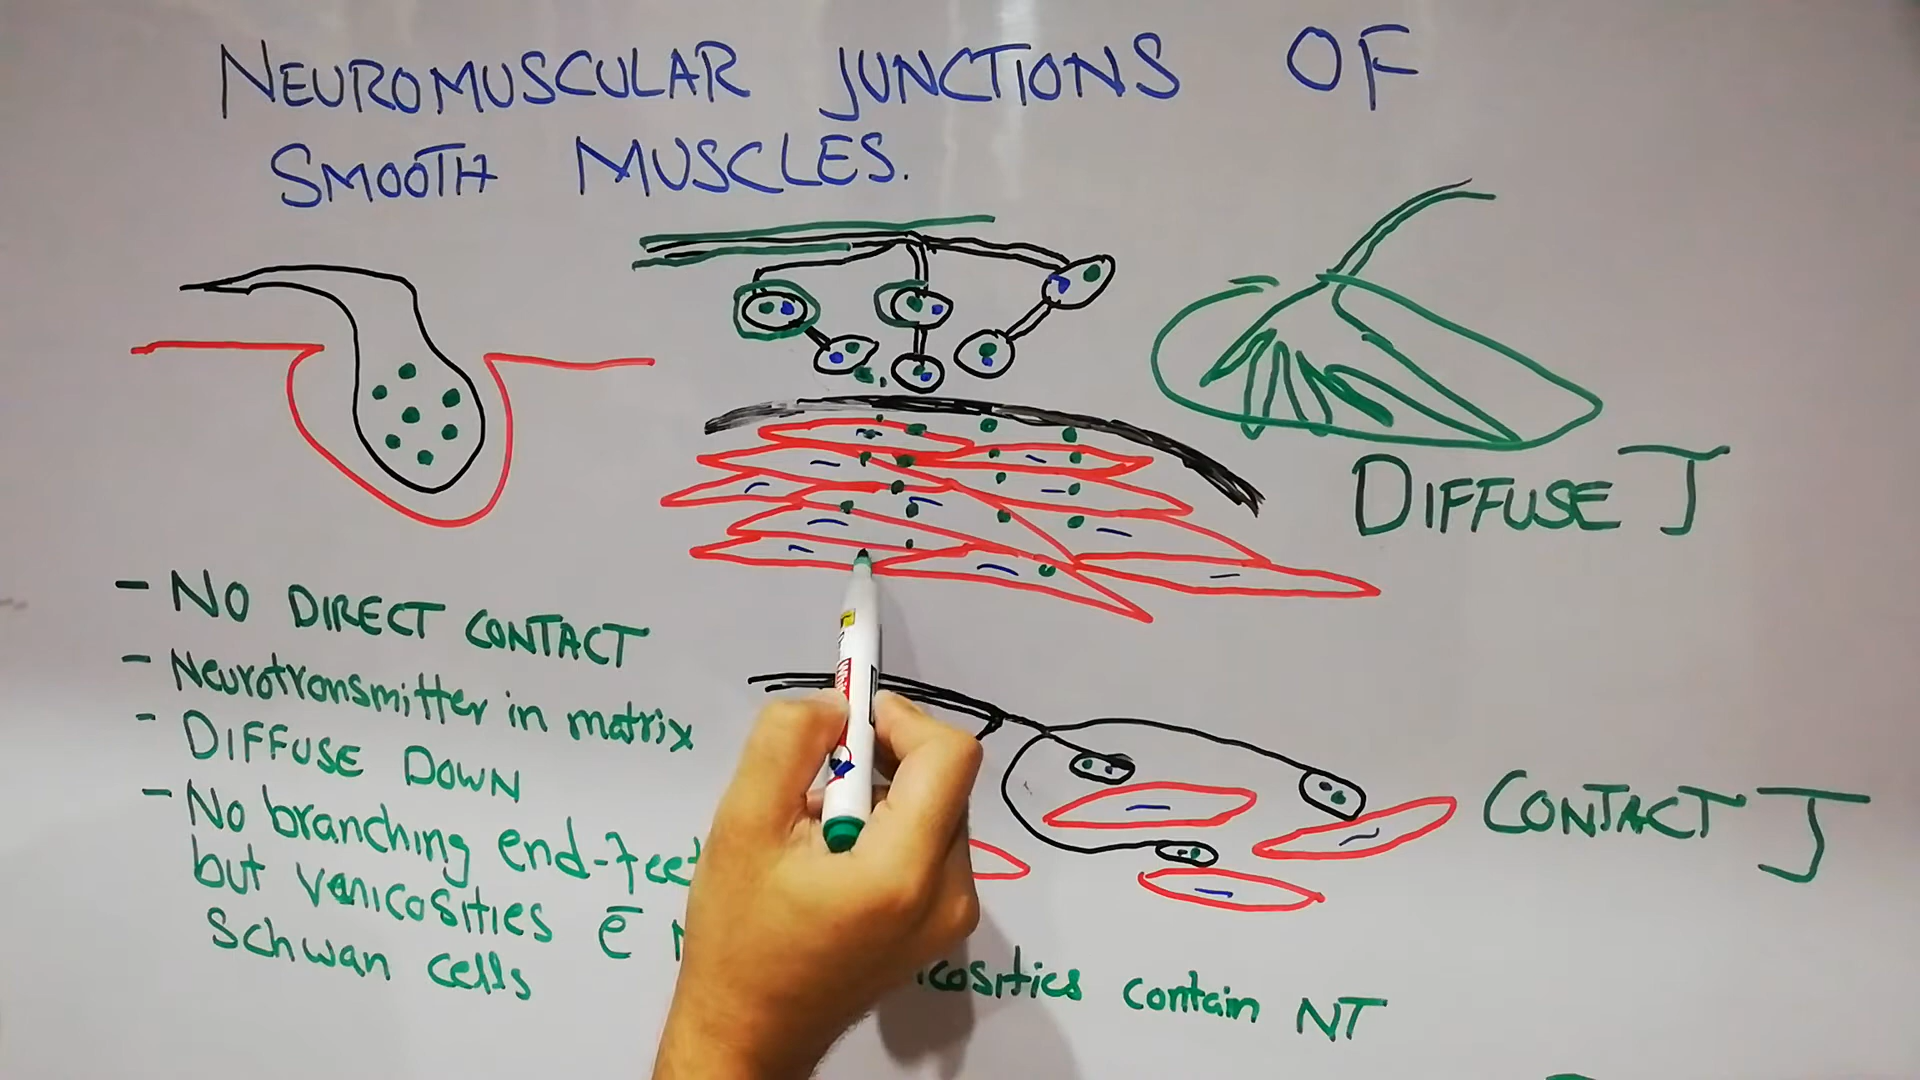 NEUROMUSCULAR JUNCTIONS OF
SMOOTH MUSCLES.
DIFFUSE J
- NO DIRECT CONTACT
- Neurotransmitter in matrix
- DIFFUSE DOWN
- No branching end-feet
but varicosities c̄
Schwan cells
CONTACT J
icosities contain NT